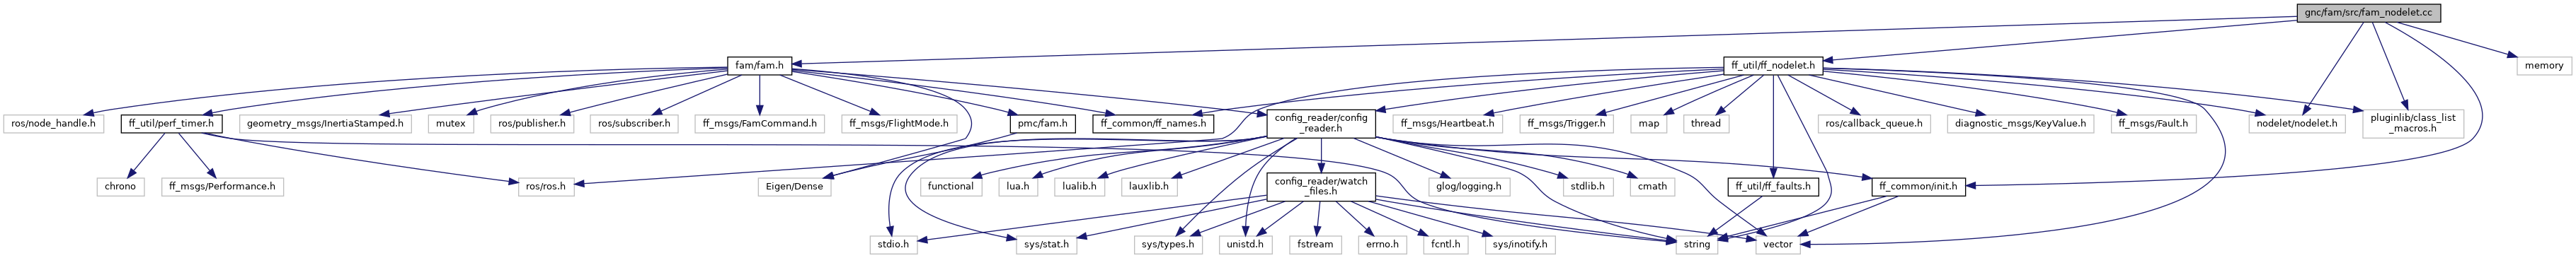 gnc/fam/src/fam_nodelet.cc
fam/fam.h
ff_util/ff_nodelet.h
memory
ros/node_handle.h
ff_util/perf_timer.h
geometry_msgs/InertiaStamped.h
mutex
ros/publisher.h
ros/subscriber.h
ff_msgs/FamCommand.h
ff_msgs/FlightMode.h
pmc/fam.h
ff_common/ff_names.h
config_reader/config
_reader.h
ff_msgs/Heartbeat.h
ff_msgs/Trigger.h
map
thread
ros/callback_queue.h
diagnostic_msgs/KeyValue.h
ff_msgs/Fault.h
nodelet/nodelet.h
pluginlib/class_list
_macros.h
chrono
ff_msgs/Performance.h
ros/ros.h
Eigen/Dense
functional
lua.h
lualib.h
lauxlib.h
config_reader/watch
_files.h
glog/logging.h
stdlib.h
cmath
ff_util/ff_faults.h
ff_common/init.h
stdio.h
sys/stat.h
sys/types.h
unistd.h
fstream
errno.h
fcntl.h
sys/inotify.h
string
vector